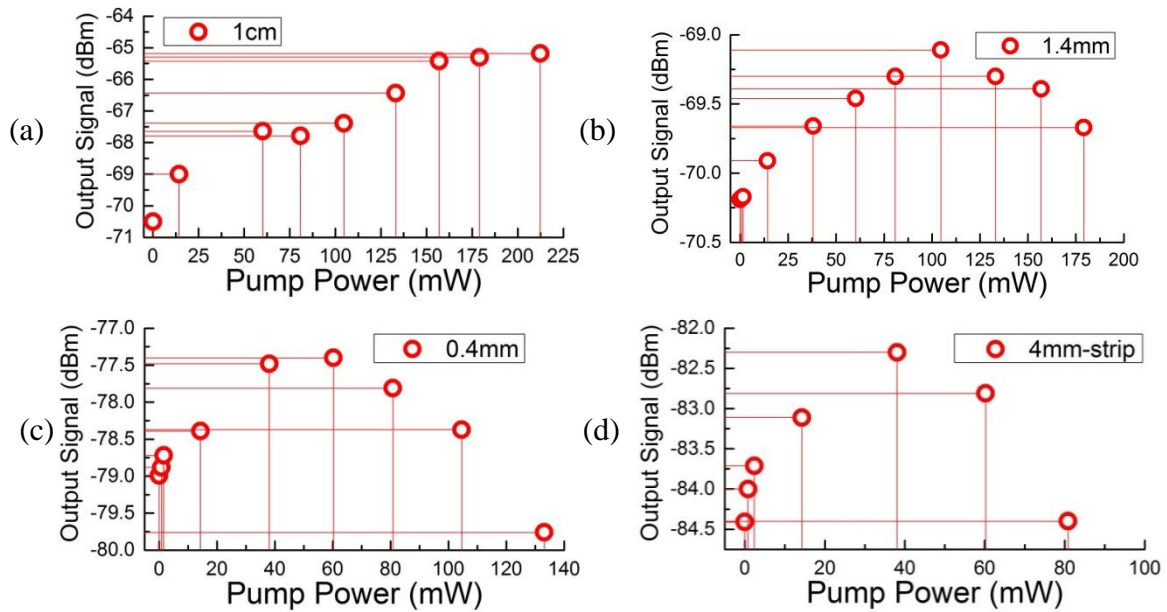 (a)
Output Signal (dBm)
-64
-65
-66
-67
-68
-69
-70
-71
1cm
0 25 50 75 100 125 150 175 200 225
Pump Power (mW)
(b)
Output Signal (dBm)
-69.0
-69.5
-70.0
-70.5
1.4mm
0 25 50 75 100 125 150 175 200
Pump Power (mW)
(c)
Output Signal (dBm)
-77.0
-77.5
-78.0
-78.5
-79.0
-79.5
-80.0
0.4mm
0 20 40 60 80 100 120 140
Pump Power (mW)
(d)
Output Signal (dBm)
-82.0
-82.5
-83.0
-83.5
-84.0
-84.5
4mm-strip
0 20 40 60 80 100
Pump Power (mW)